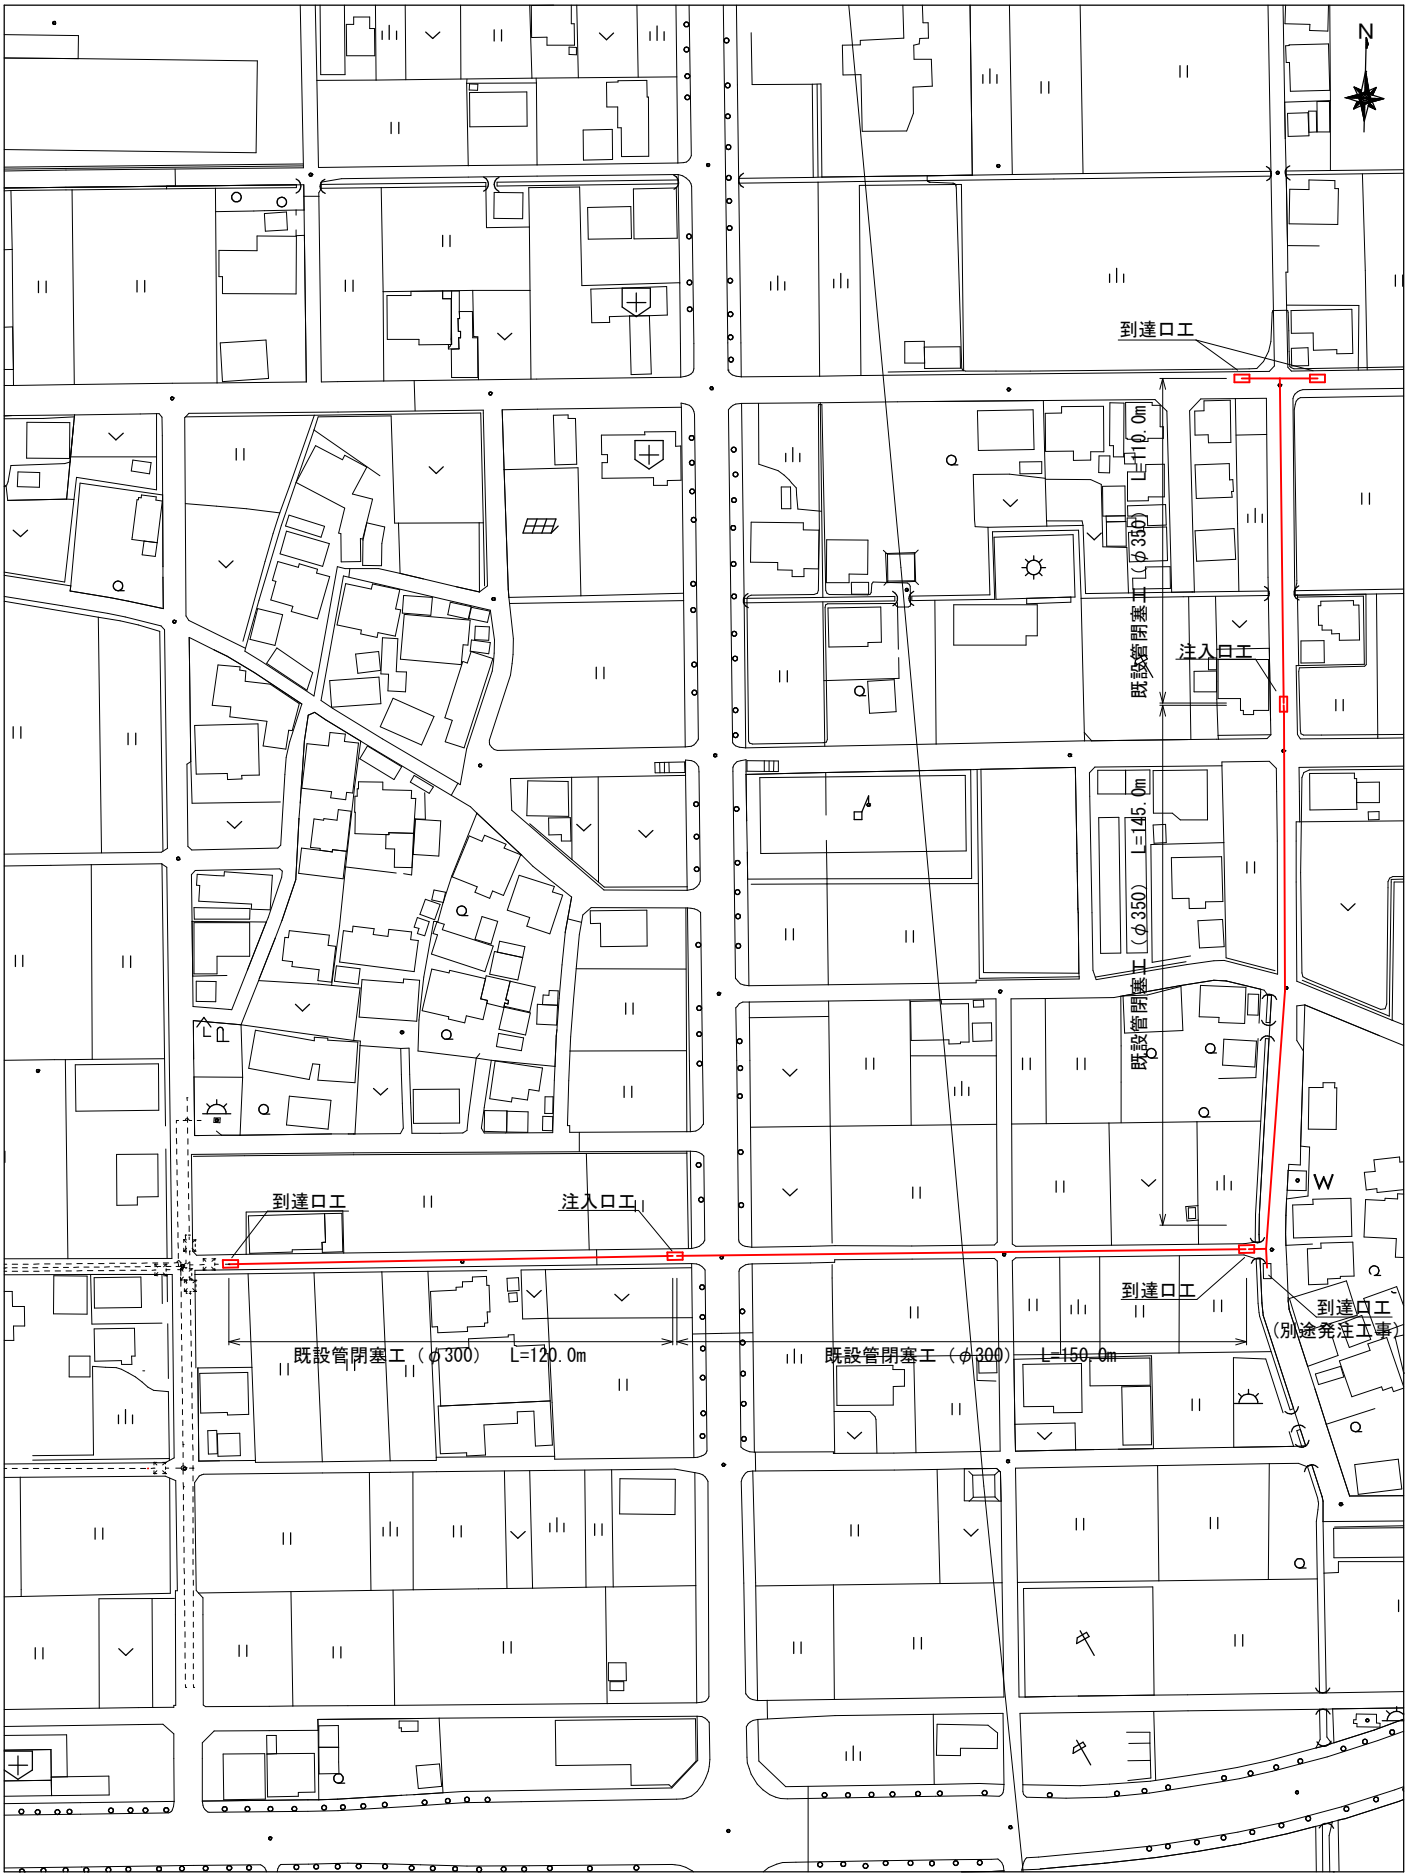 N
到達口工
既設管閉塞工(φ350) L=110.0m
注入口工
既設管閉塞工(φ350) L=145.0m
W
到達口工
注入口工
到達口工
到達口工
(別途発注工事)
既設管閉塞工(φ300) L=120.0m
既設管閉塞工(φ300) L=150.0m